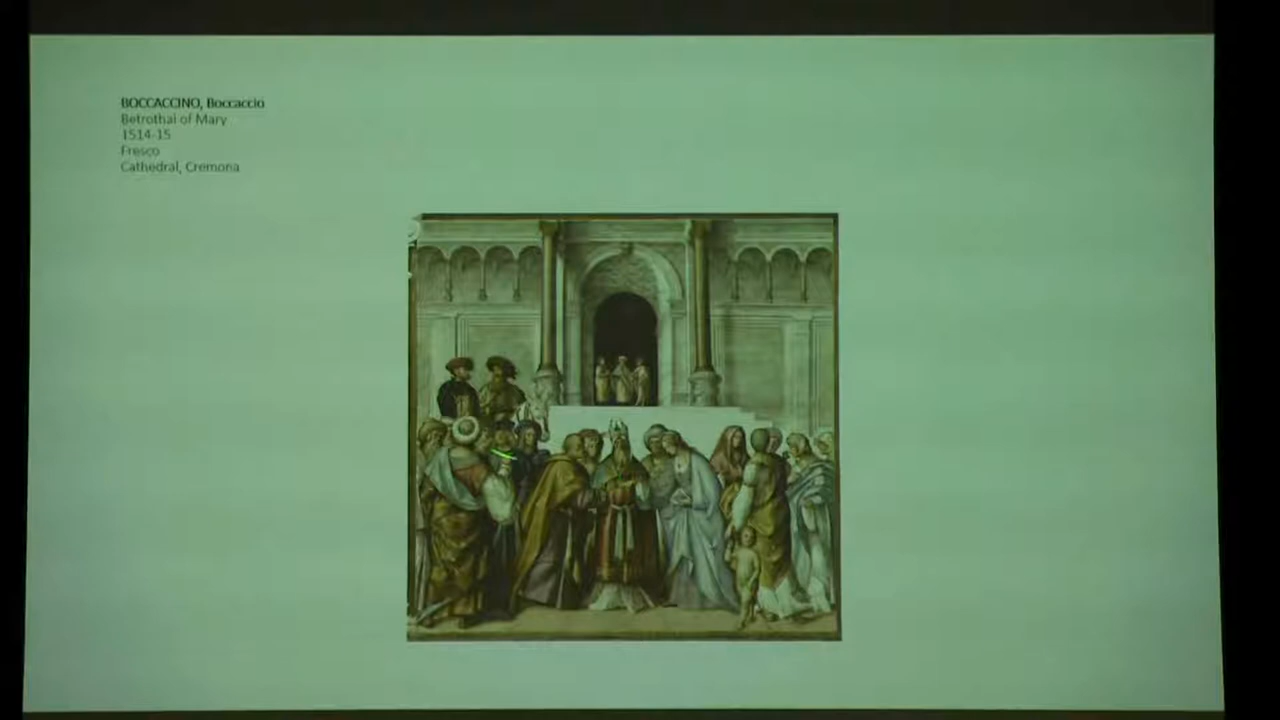 BOCCACCINO, Boccaccio
Betrothal of Mary
1514-15
Fresco
Cathedral, Cremona